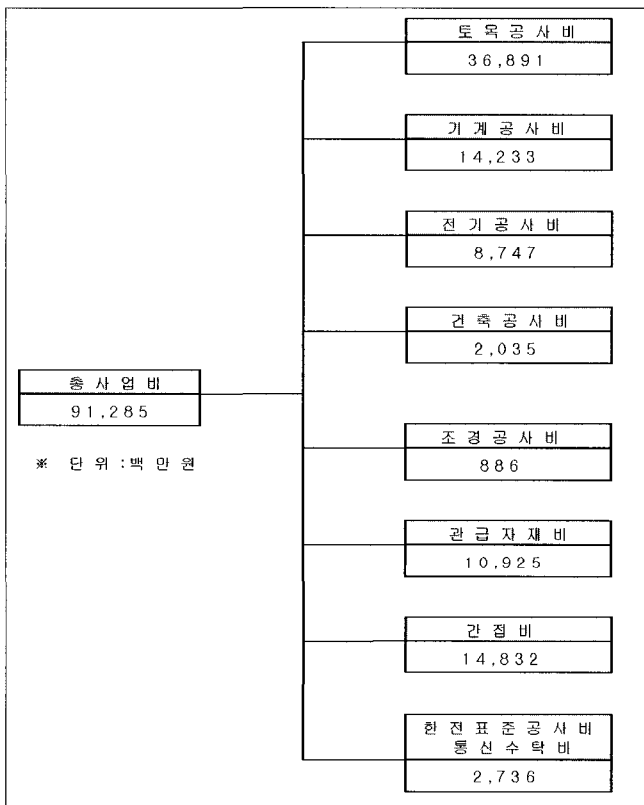 토목공사비
36,891
기계공사비
14,233
전기공사비
8,747
건축공사비
2,035
총사업비
91,285
※ 단위:백만원
조경공사비
886
관급자재비
10,925
간접비
14,832
한전표준공사비
통신수탁비
2,736